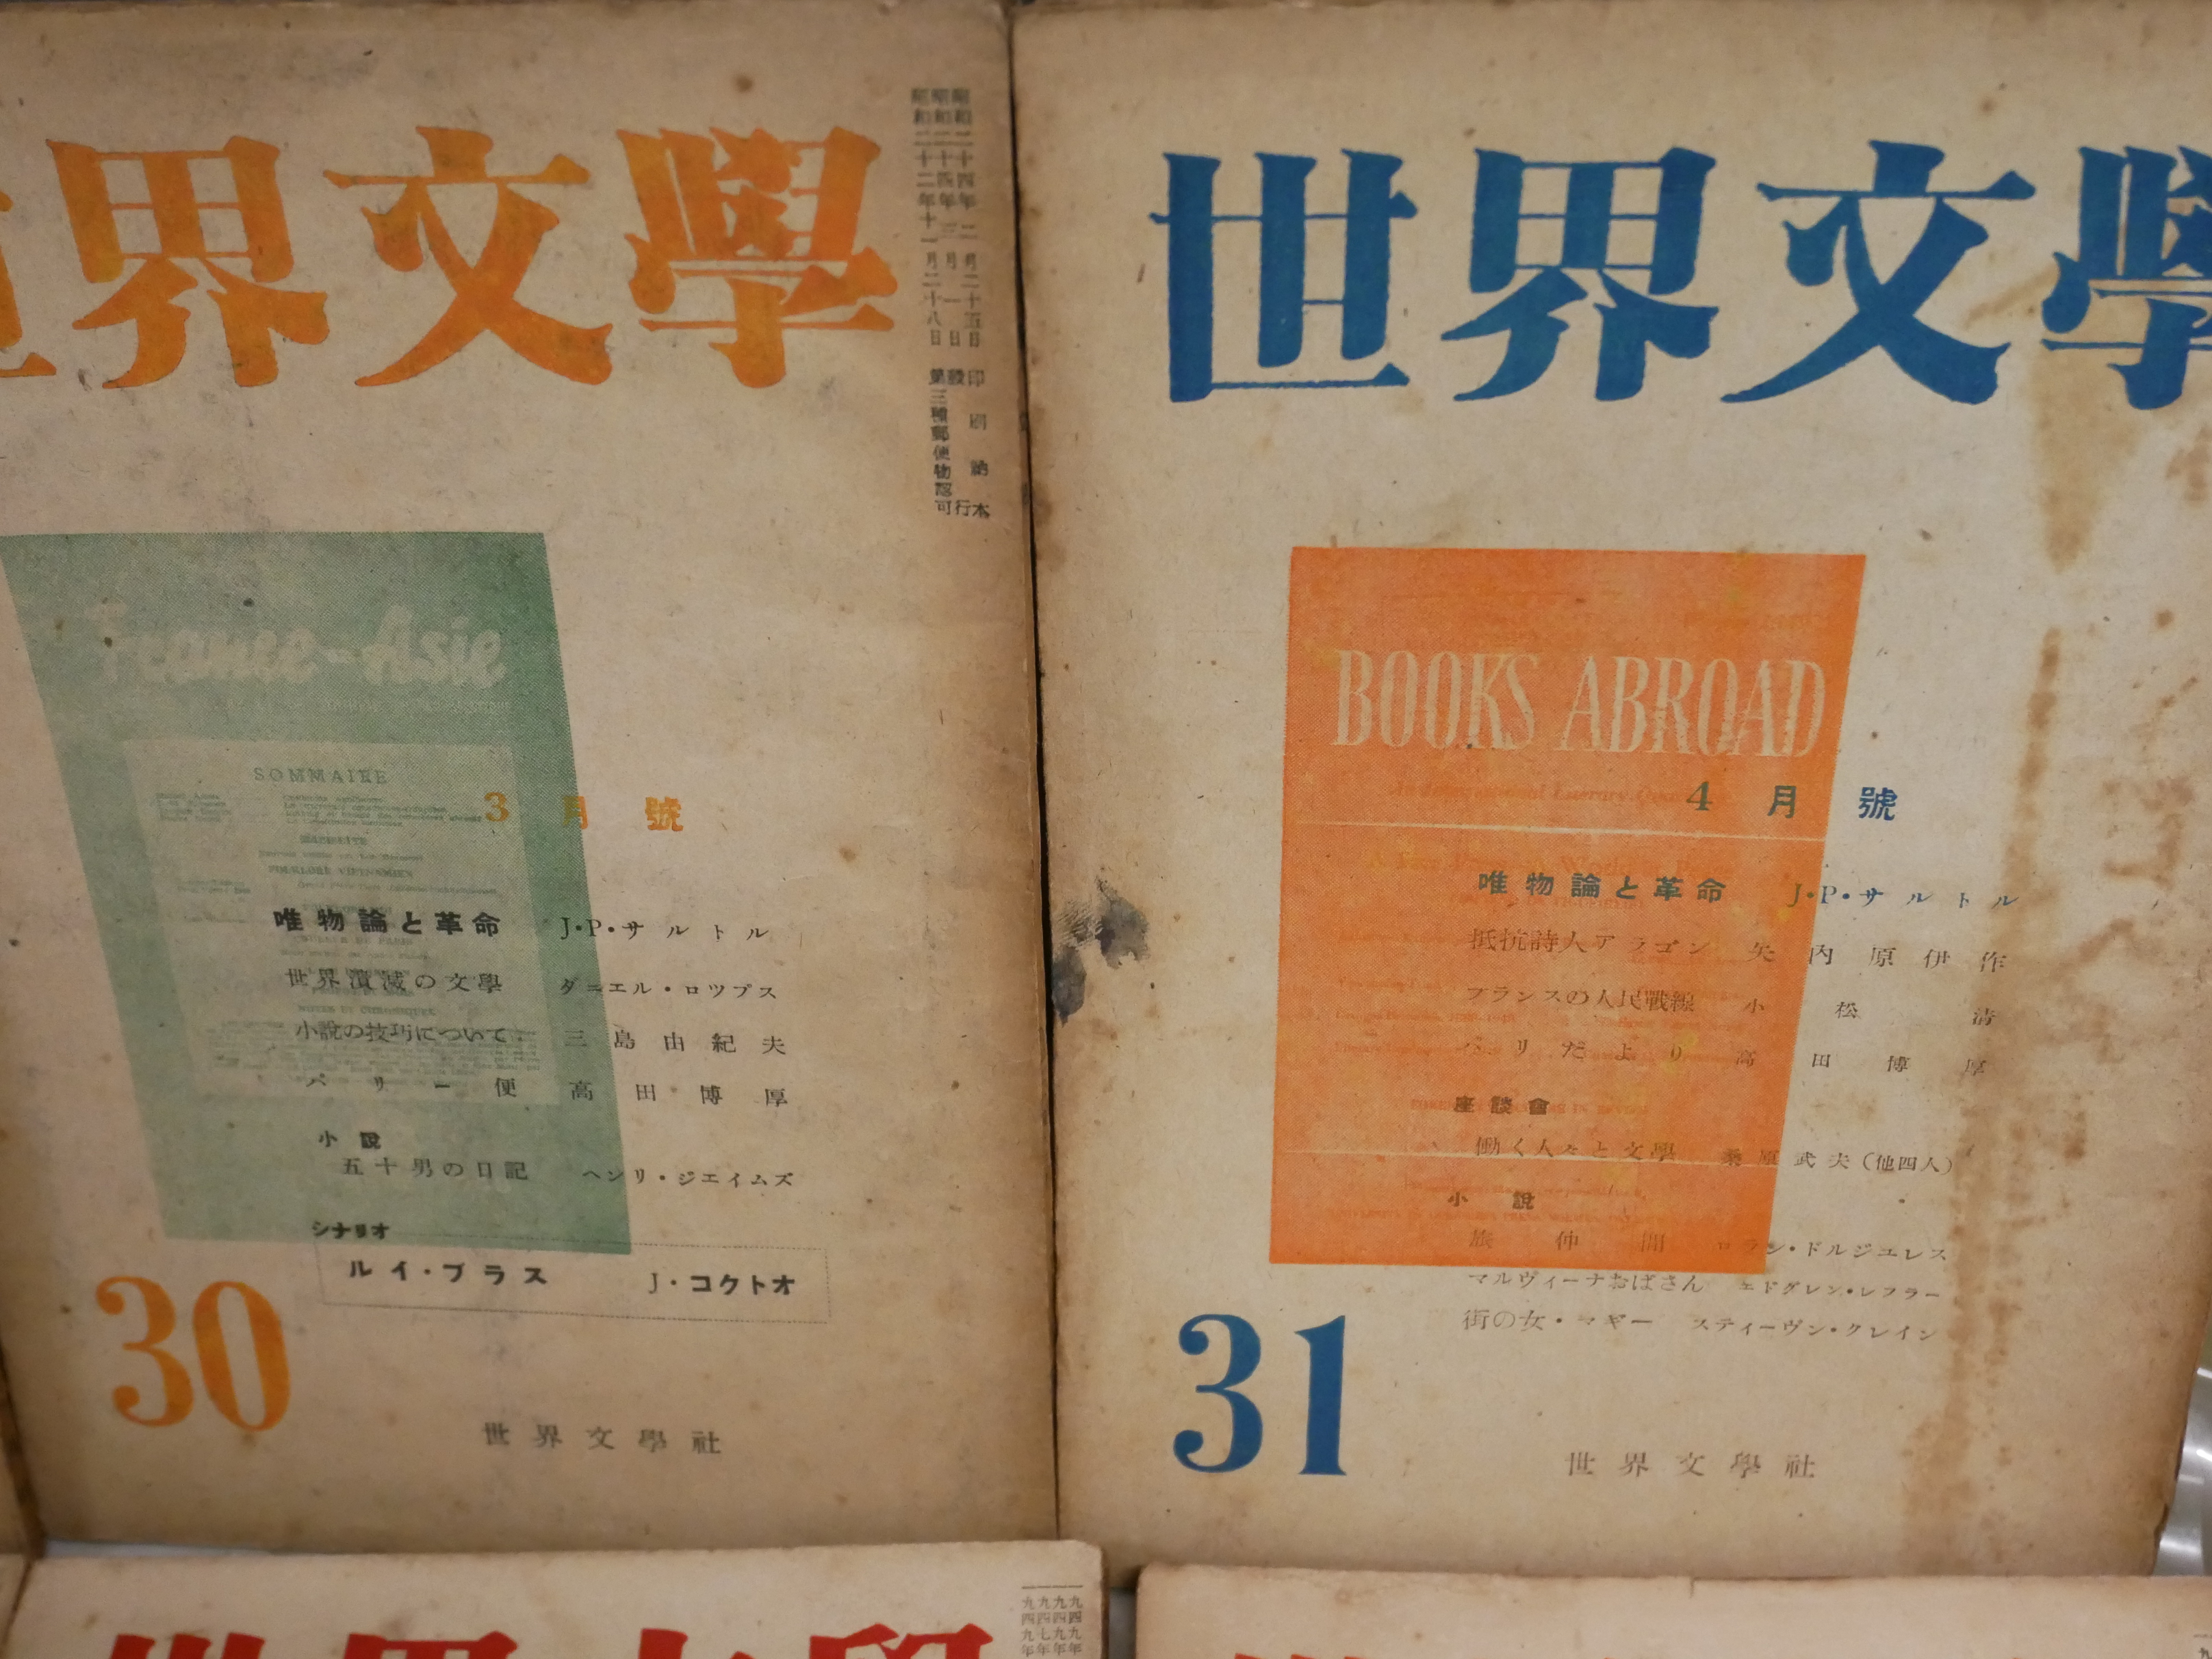 世界文學
昭和二十四年二月二十五日 印刷納本
昭和二十四年三月一日 發行
昭和二十二年十一月二十八日 第三種郵便物認可
France-Asie
SOMMAIRE
3月號
唯物論と革命 J・P・サルトル
世界潰滅の文學 ダニエル・ロツプス
小說の技巧について 三島由紀夫
パリー便 高田博厚
小說
五十男の日記 ヘンリ・ジエイムズ
シナリオ
ルイ・ブラス J・コクトオ
30
世界文學社
世界文學
BOOKS ABROAD
4月號
唯物論と革命 J・P・サルトル
抵抗詩人アラゴン 矢內原伊作
フランスの人民戰線 小松淸
パリだより 高田博厚
座談會
働く人々と文學 桑原武夫(他四人)
小說
旅仲間 ロラン・ドルジエレス
マルヴィーナおばさん エドグレン・レフラー
街の女・マギー スティーヴン・クレイン
31
世界文學社
世界文學